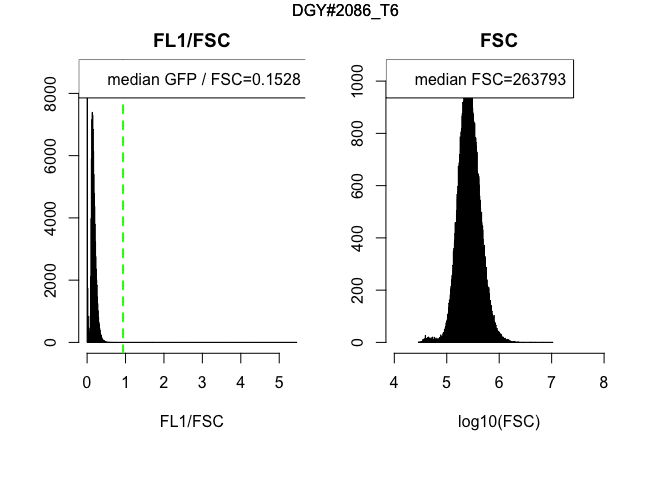 DGY#2086_T6
FL1/FSC
median GFP / FSC=0.1528
0
2000
4000
6000
8000
0 1 2 3 4 5
FL1/FSC
FSC
median FSC=263793
0
200
400
600
800
1000
4 5 6 7 8
log10(FSC)